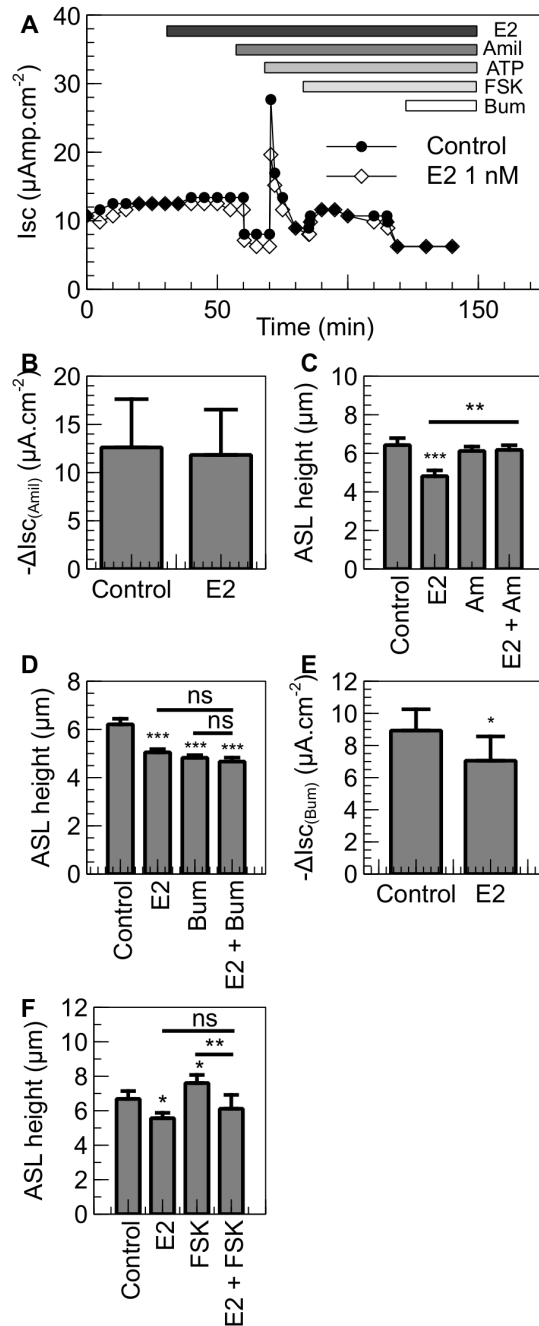 A
Isc (µAmp.cm-2)
40
30
20
10
0
E2
Amil
ATP
FSK
Bum
Control
E2 1 nM
0
50
100
150
Time (min)
B
-ΔIsc(Amil) (µA.cm-2)
20
15
10
5
0
Control
E2
C
ASL height (µm)
10
8
6
4
2
0
**
***
Control
E2
Am
E2 + Am
D
ASL height (µm)
8
6
4
2
0
ns
ns
***
***
***
Control
E2
Bum
E2 + Bum
E
-ΔIsc(Bum) (µA.cm-2)
12
10
8
6
4
2
0
*
Control
E2
F
ASL height (µm)
12
10
8
6
4
2
0
ns
**
*
*
Control
E2
FSK
E2 + FSK